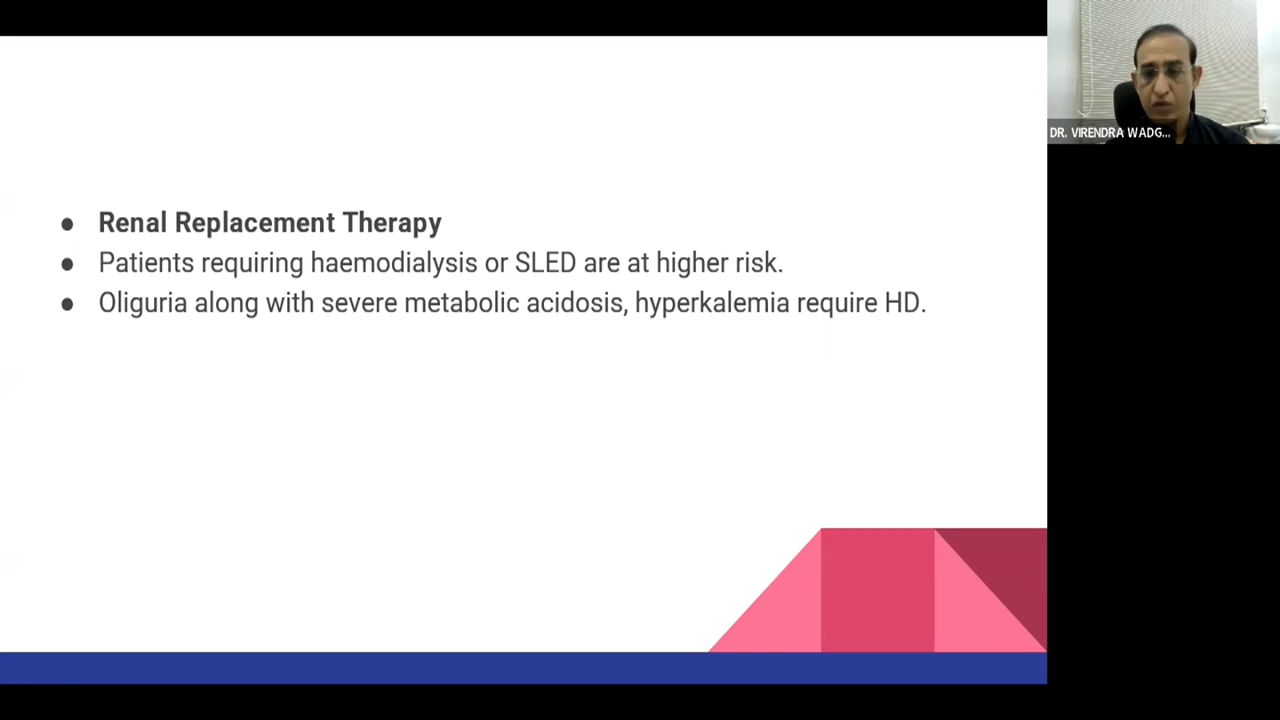 DR. VIRENDRA WADG...
● Renal Replacement Therapy
● Patients requiring haemodialysis or SLED are at higher risk.
● Oliguria along with severe metabolic acidosis, hyperkalemia require HD.